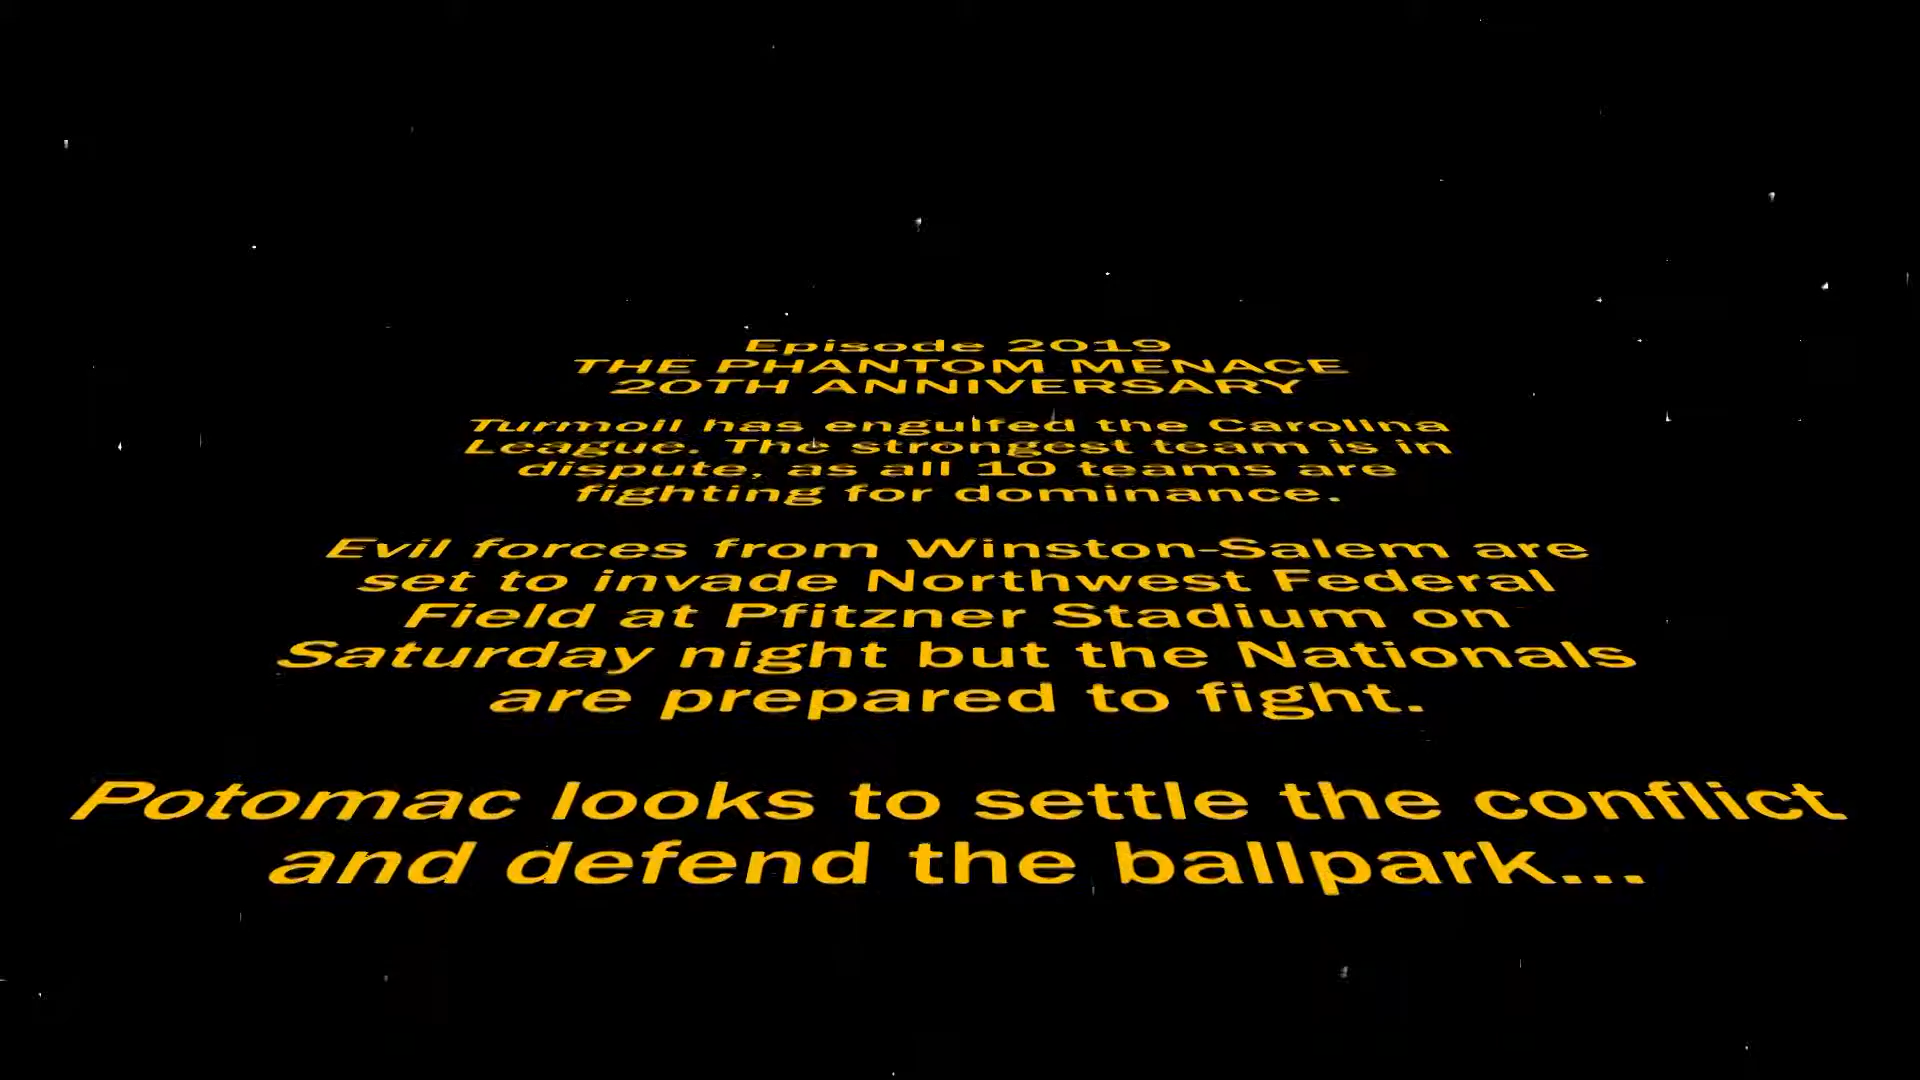 Episode 2019
THE PHANTOM MENACE
20TH ANNIVERSARY
Turmoil has engulfed the Carolina
League. The strongest team is in
dispute, as all 10 teams are
fighting for dominance.
Evil forces from Winston-Salem are
set to invade Northwest Federal
Field at Pfitzner Stadium on
Saturday night but the Nationals
are prepared to fight.
Potomac looks to settle the conflict
and defend the ballpark...